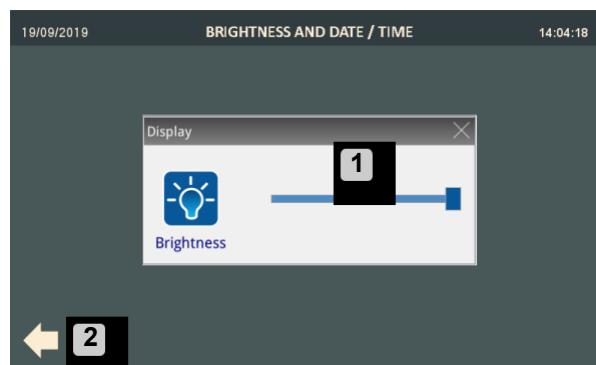 19/09/2019 BRIGHTNESS AND DATE / TIME 14:04:18
Display
1
Brightness
2